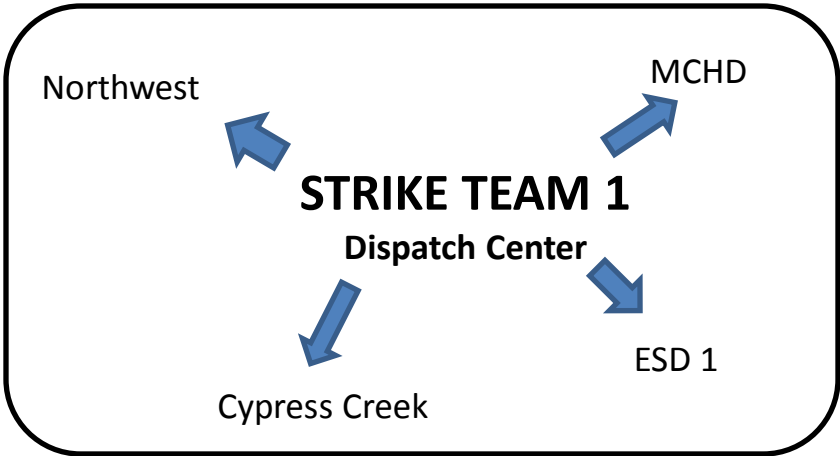 Northwest
MCHD
STRIKE TEAM 1
Dispatch Center
ESD 1
Cypress Creek